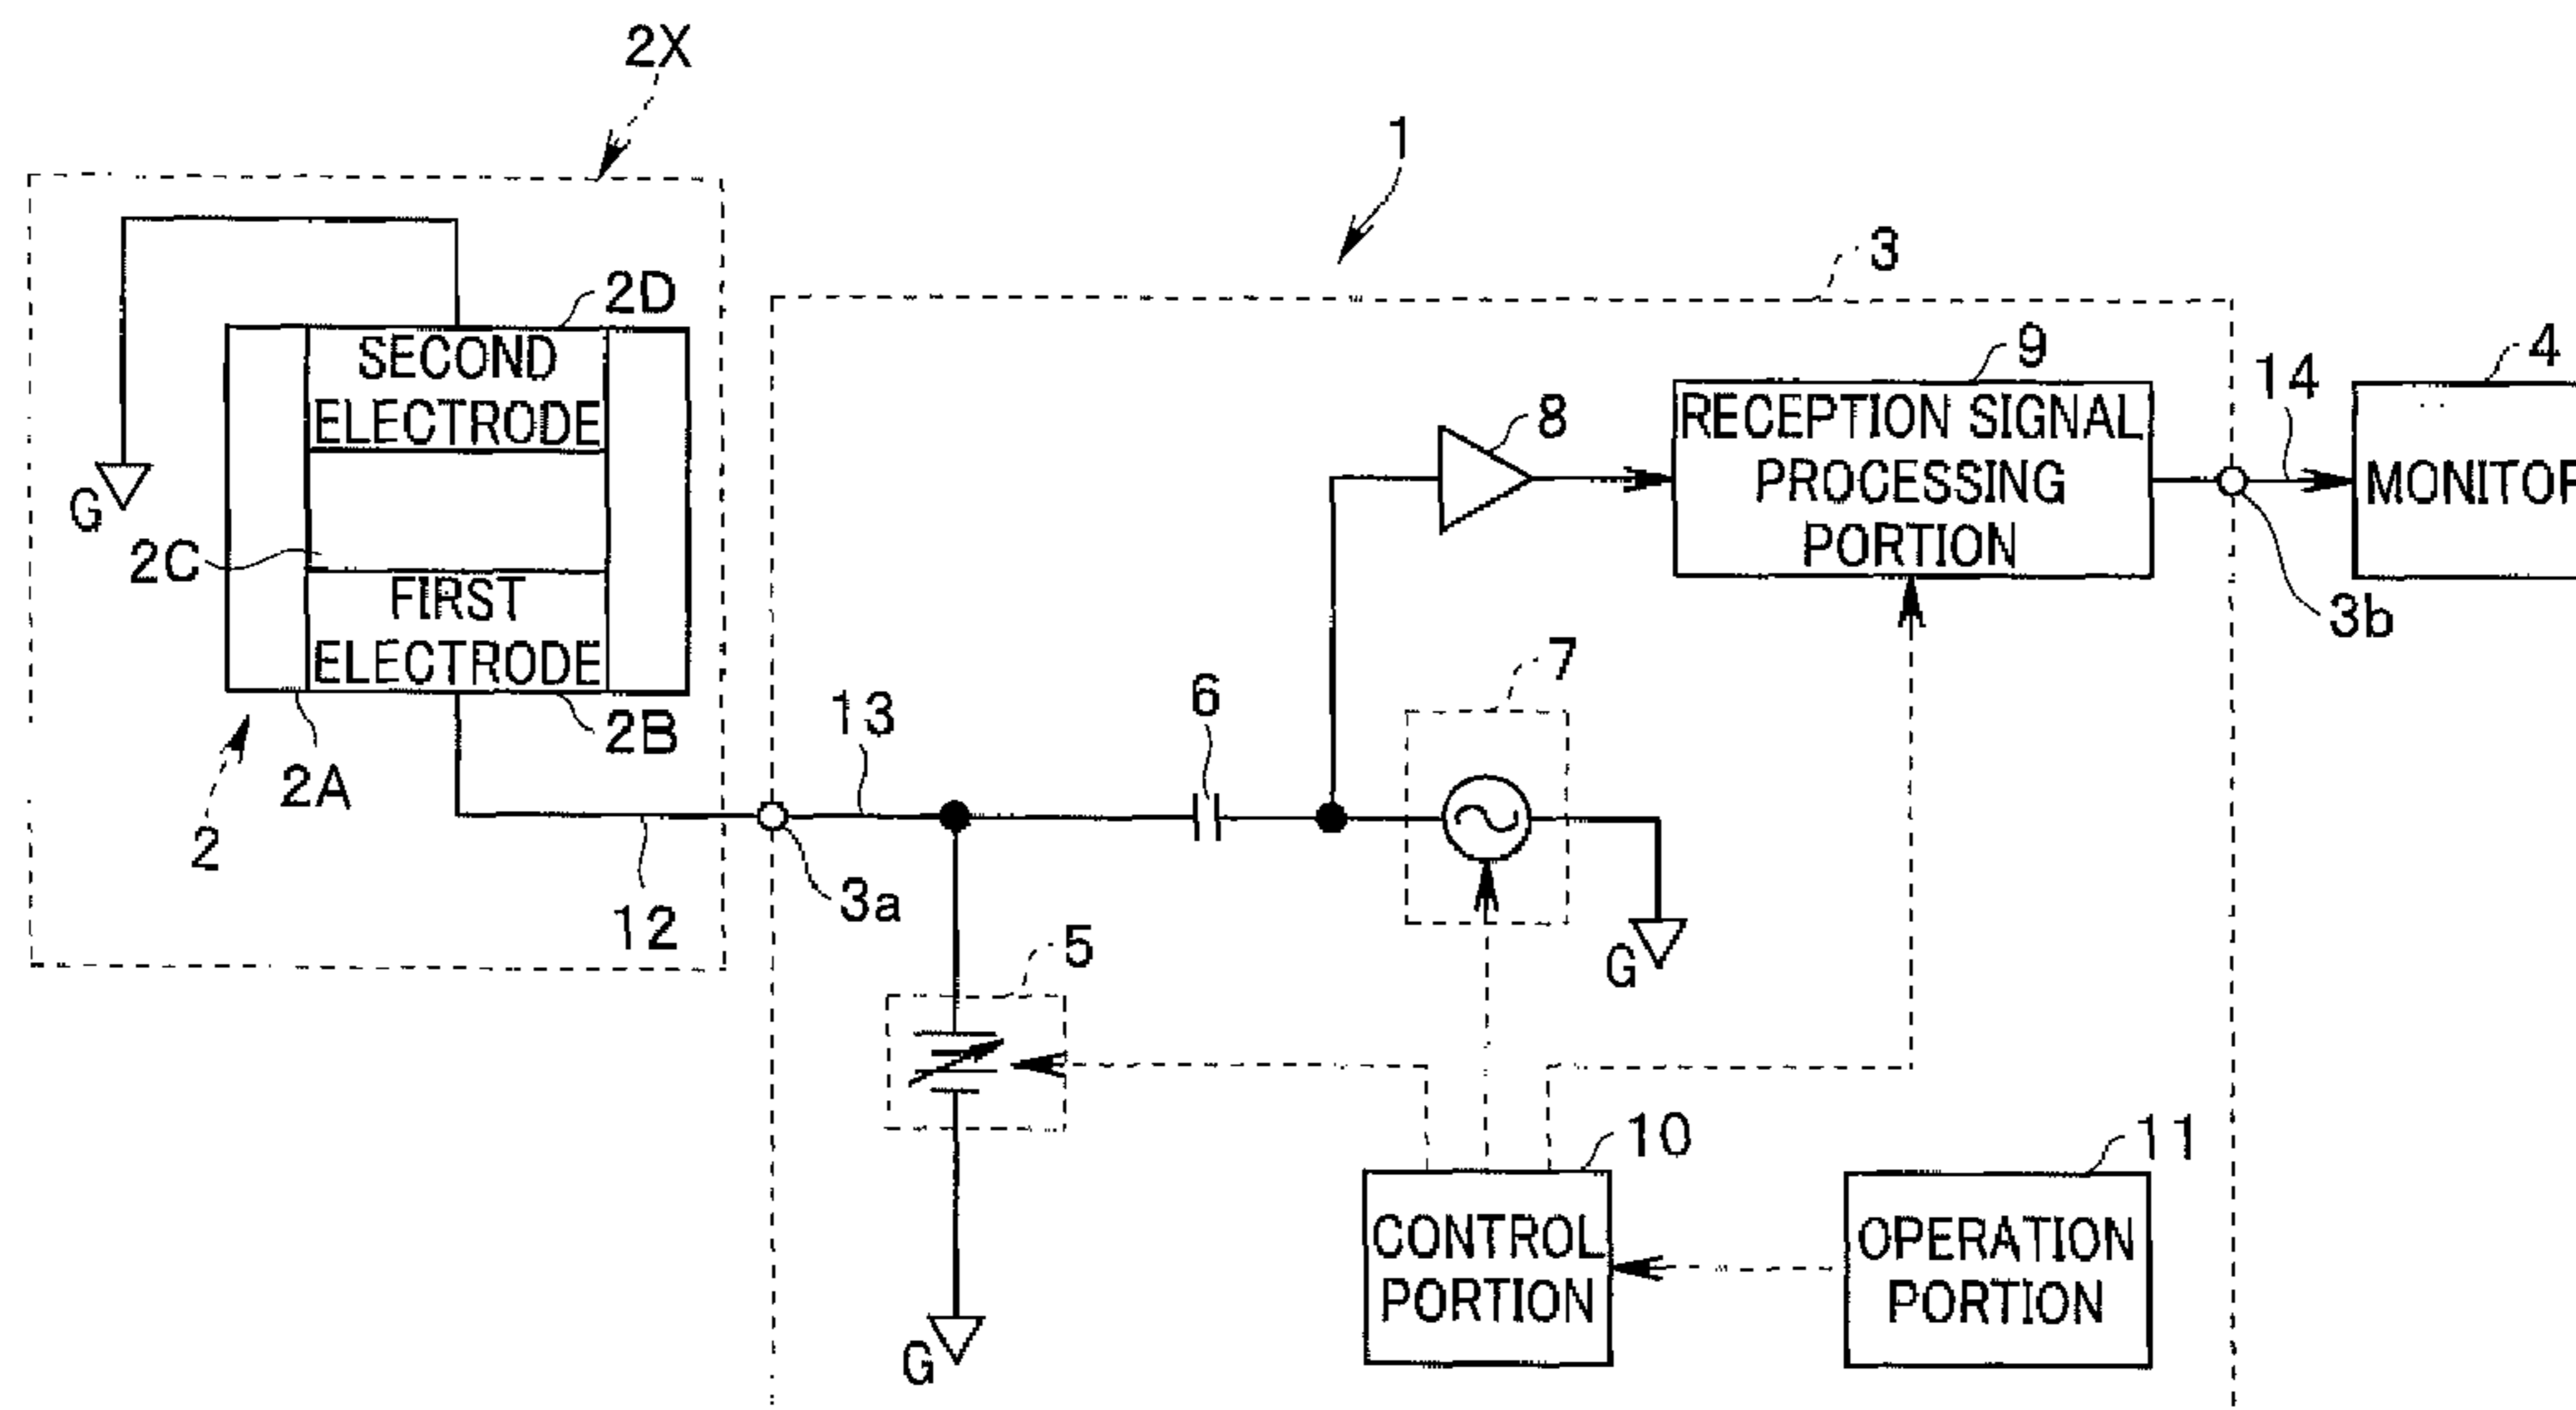 2X
1
3
2D
SECOND
ELECTRODE
9
14
4
8
RECEPTION SIGNAL
PROCESSING
PORTION
MONITOR
G
2C
FIRST
ELECTRODE
3b
7
6
13
2B
2A
2
3a
12
5
G
10
11
CONTROL
PORTION
OPERATION
PORTION
G